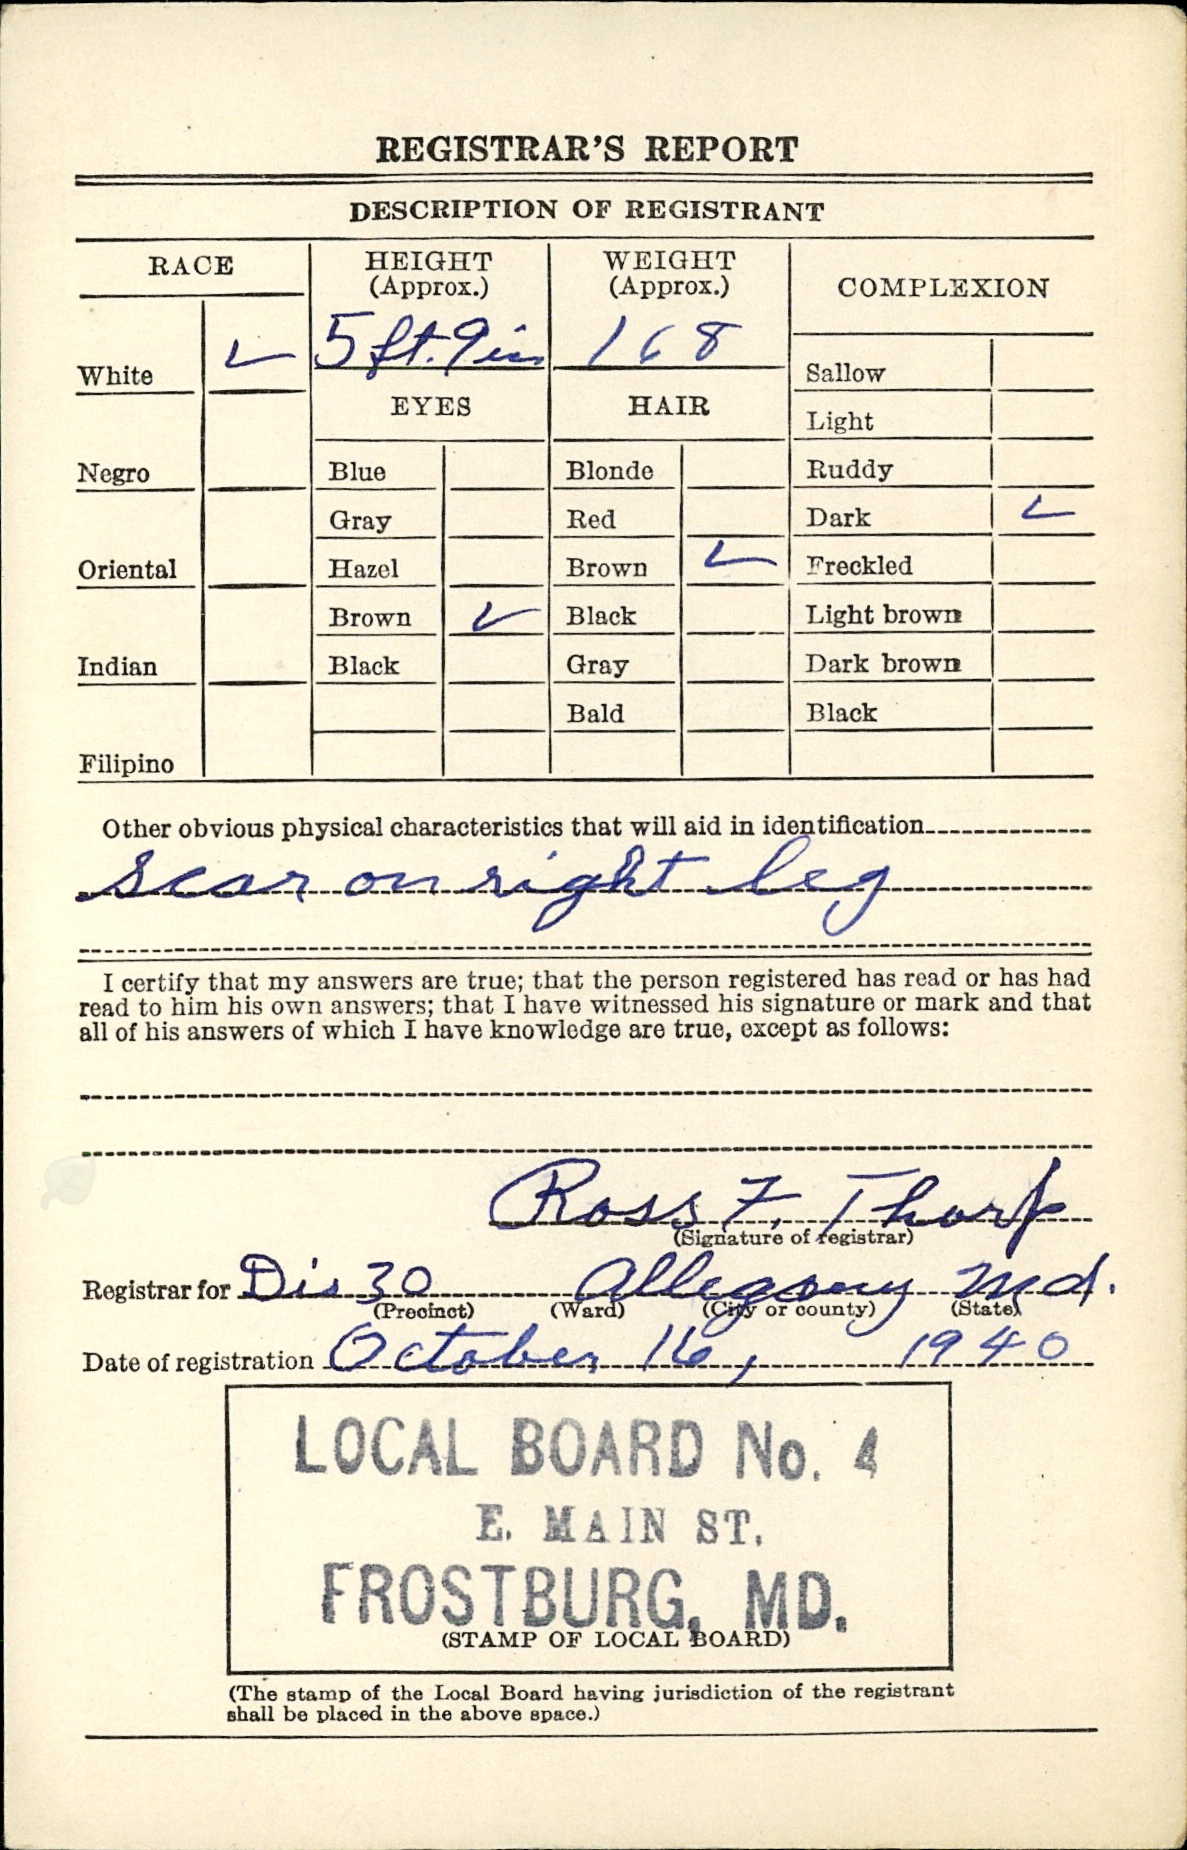 REGISTRAR'S REPORT
DESCRIPTION OF REGISTRANT
RACE
HEIGHT
(Approx.)
WEIGHT
(Approx.)
COMPLEXION
5 ft. 9 in
168
White ✓
Sallow
EYES
HAIR
Light
Negro
Blue
Blonde
Ruddy
Gray
Red
Dark ✓
Oriental
Hazel
Brown ✓
Freckled
Brown ✓
Black
Light brown
Indian
Black
Gray
Dark brown
Bald
Black
Filipino
Other obvious physical characteristics that will aid in identification
Scar on right leg
I certify that my answers are true; that the person registered has read or has had
read to him his own answers; that I have witnessed his signature or mark and that
all of his answers of which I have knowledge are true, except as follows:
Ross F. Thorp
(Signature of registrar)
Registrar for Dis 30 Allegany Md.
(Precinct) (Ward) (City or county) (State)
Date of registration October 16, 1940
LOCAL BOARD No. 4
E. MAIN ST.
FROSTBURG, MD.
(STAMP OF LOCAL BOARD)
(The stamp of the Local Board having jurisdiction of the registrant
shall be placed in the above space.)